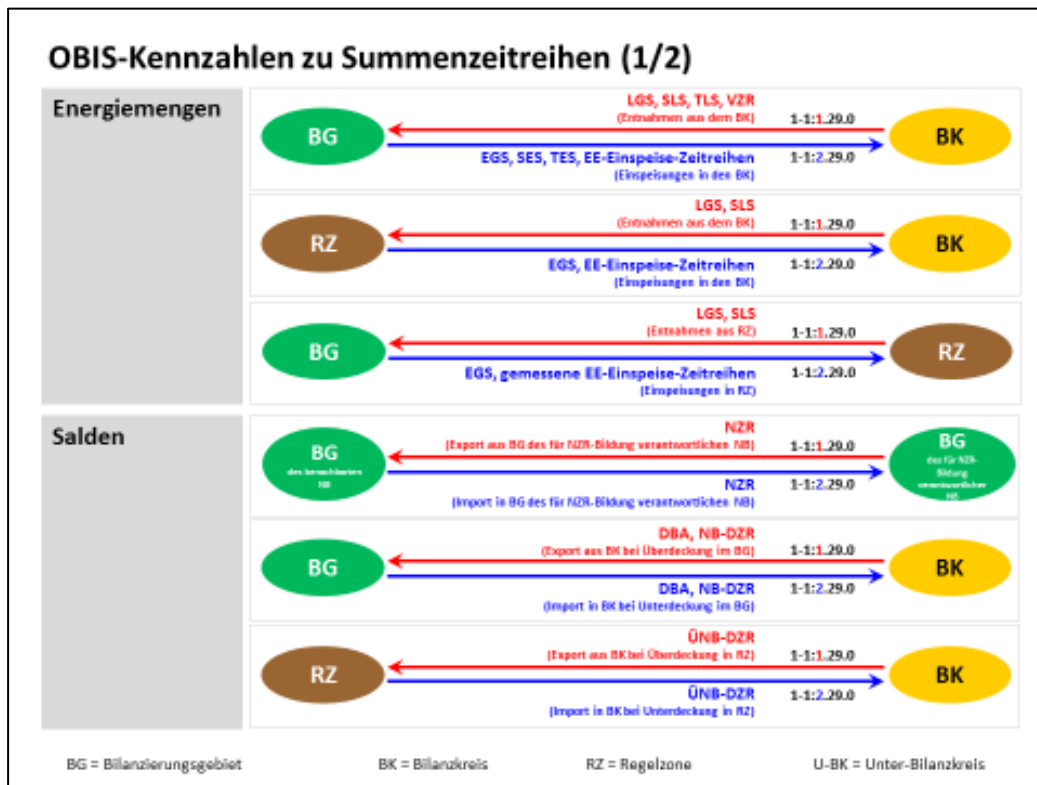 OBIS-Kennzahlen zu Summenzeitreihen (1/2)
Energiemengen
LGS, SLS, TLS, VZR
(Entnahmen aus dem BK)
1-1:1.29.0
BG
BK
EGS, SES, TES, EE-Einspeise-Zeitreihen
1-1:2.29.0
(Einspeisungen in den BK)
LGS, SLS
(Entnahmen aus dem BK)
1-1:1.29.0
RZ
BK
EGS, EE-Einspeise-Zeitreihen
1-1:2.29.0
(Einspeisungen in den BK)
LGS, SLS
(Entnahmen aus RZ)
1-1:1.29.0
BG
RZ
EGS, gemessene EE-Einspeise-Zeitreihen
1-1:2.29.0
(Einspeisungen in RZ)
Salden
NZR
(Export aus BG des für NZR-Bildung verantwortlichen NB)
1-1:1.29.0
BG
des benachbarten
NB
BG
des für NZR-
Bildung
verantwortlicher
NB
NZR
1-1:2.29.0
(Import in BG des für NZR-Bildung verantwortlichen NB)
DBA, NB-DZR
(Export aus BK bei Überdeckung im BG)
1-1:1.29.0
BG
BK
DBA, NB-DZR
1-1:2.29.0
(Import in BK bei Unterdeckung im BG)
ÜNB-DZR
(Export aus BK bei Überdeckung in RZ)
1-1:1.29.0
RZ
BK
ÜNB-DZR
1-1:2.29.0
(Import in BK bei Unterdeckung in RZ)
BG = Bilanzierungsgebiet BK = Bilanzkreis RZ = Regelzone U-BK = Unter-Bilanzkreis